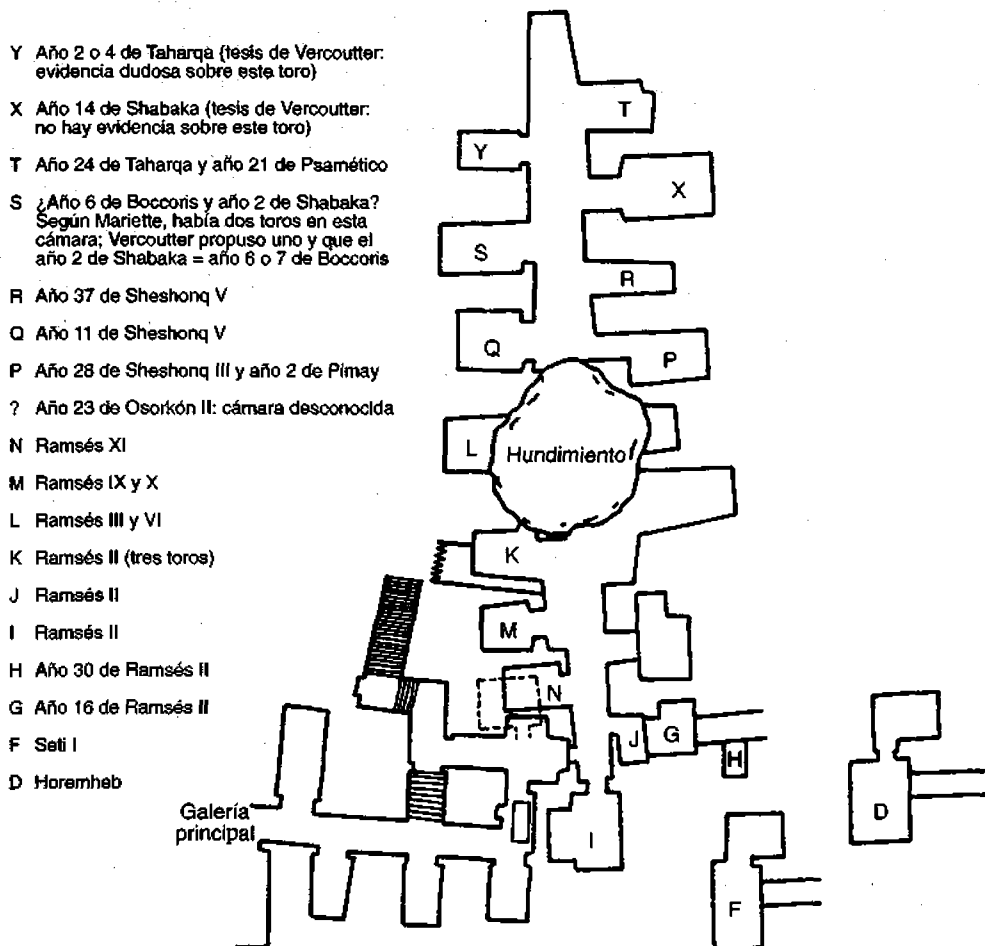 Y Año 2 o 4 de Taharqa (tesis de Vercoutter:
evidencia dudosa sobre este toro)
X Año 14 de Shabaka (tesis de Vercoutter:
no hay evidencia sobre este toro)
T Año 24 de Taharqa y año 21 de Psamético
S ¿Año 6 de Boccoris y año 2 de Shabaka?
Según Mariette, había dos toros en esta
cámara; Vercoutter propuso uno y que el
año 2 de Shabaka = año 6 o 7 de Boccoris
R Año 37 de Sheshonq V
Q Año 11 de Sheshonq V
P Año 28 de Sheshonq III y año 2 de Pimay
? Año 23 de Osorkón II: cámara desconocida
N Ramsés XI
M Ramsés IX y X
L Ramsés III y VI
K Ramsés II (tres toros)
J Ramsés II
I Ramsés II
H Año 30 de Ramsés II
G Año 16 de Ramsés II
F Seti I
D Horemheb
T
Y
X
S
R
Q
P
L
Hundimiento
K
M
N
J
G
H
D
I
F
Galería
principal